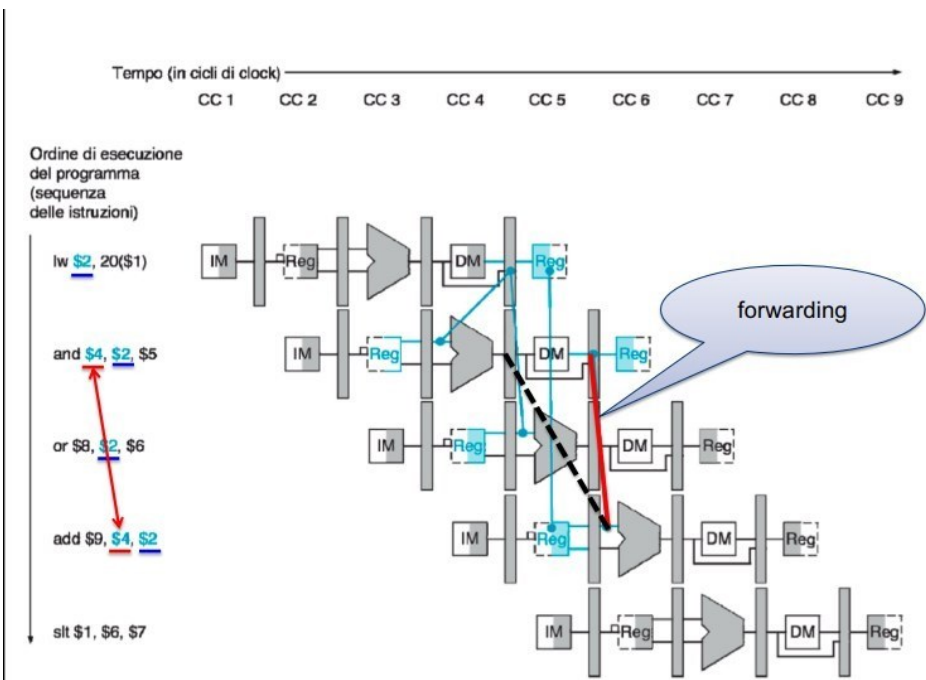 Tempo (in cicli di clock)
CC 1 CC 2 CC 3 CC 4 CC 5 CC 6 CC 7 CC 8 CC 9
Ordine di esecuzione
del programma
(sequenza
delle istruzioni)
lw $2, 20($1)
IM Reg DM Reg
forwarding
and $4, $2, $5
IM Reg DM Reg
or $8, $2, $6
IM Reg DM Reg
add $9, $4, $2
IM Reg DM Reg
slt $1, $6, $7
IM Reg DM Reg